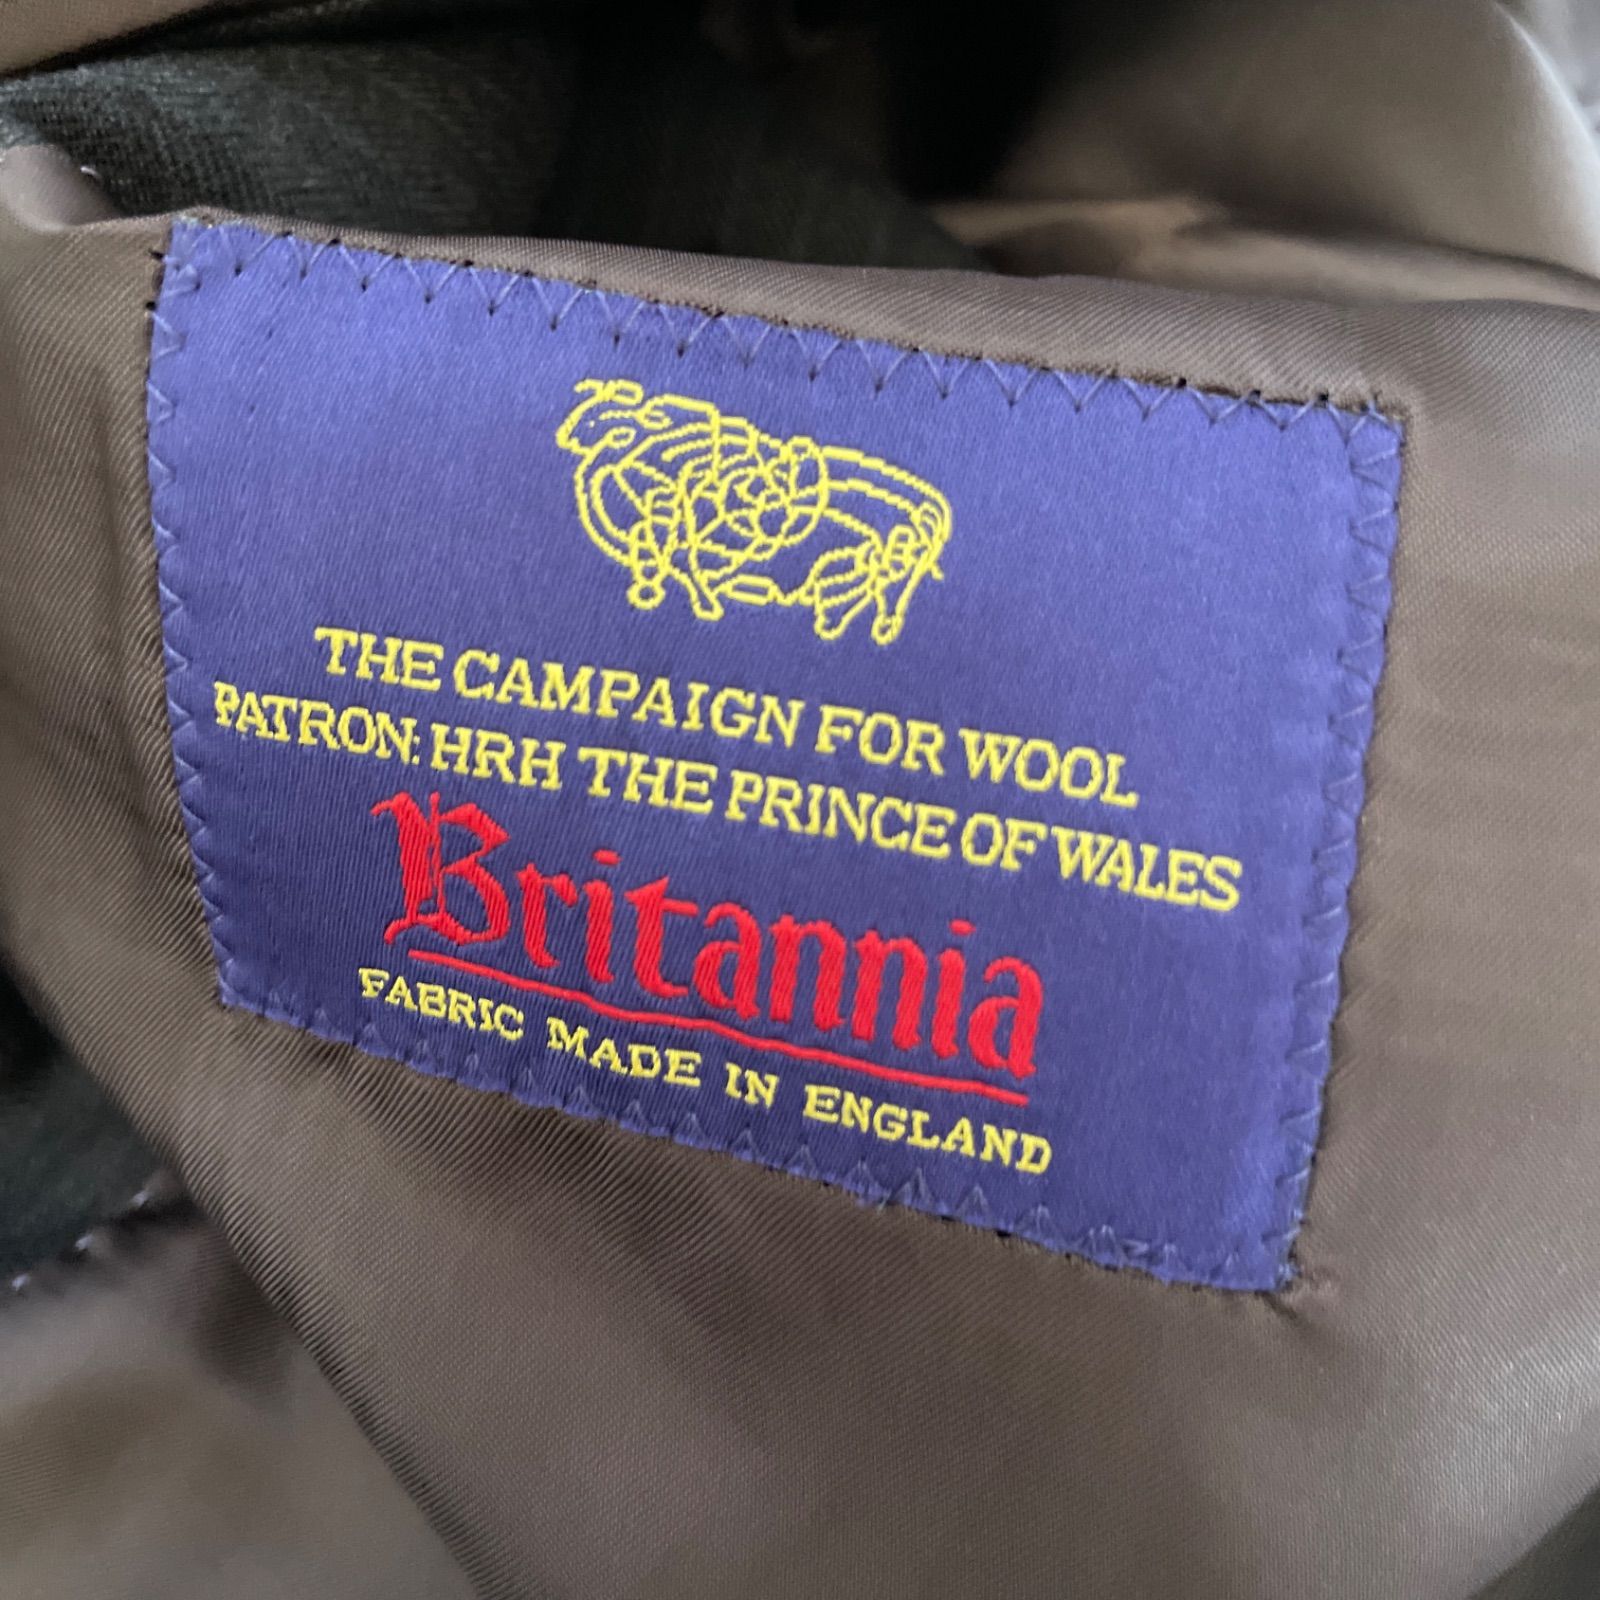 THE CAMPAIGN FOR WOOL
PATRON: HRH THE PRINCE OF WALES
Britannia
FABRIC MADE IN ENGLAND